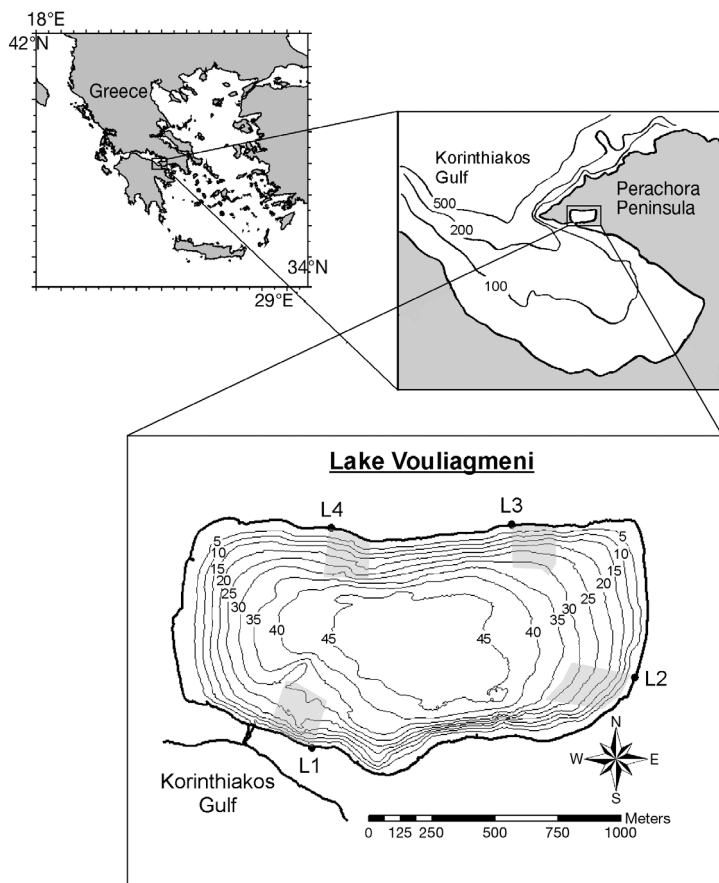 18°E
42°N
Greece
34°N
29°E
Korinthiakos
Gulf
Perachora
Peninsula
500
200
100
Lake Vouliagmeni
L4
L3
5
10
15
20
25
30
35
40
45
5
10
15
20
25
30
35
40
45
L2
L1
Korinthiakos
Gulf
N
W E
S
Meters
0 125 250 500 750 1000